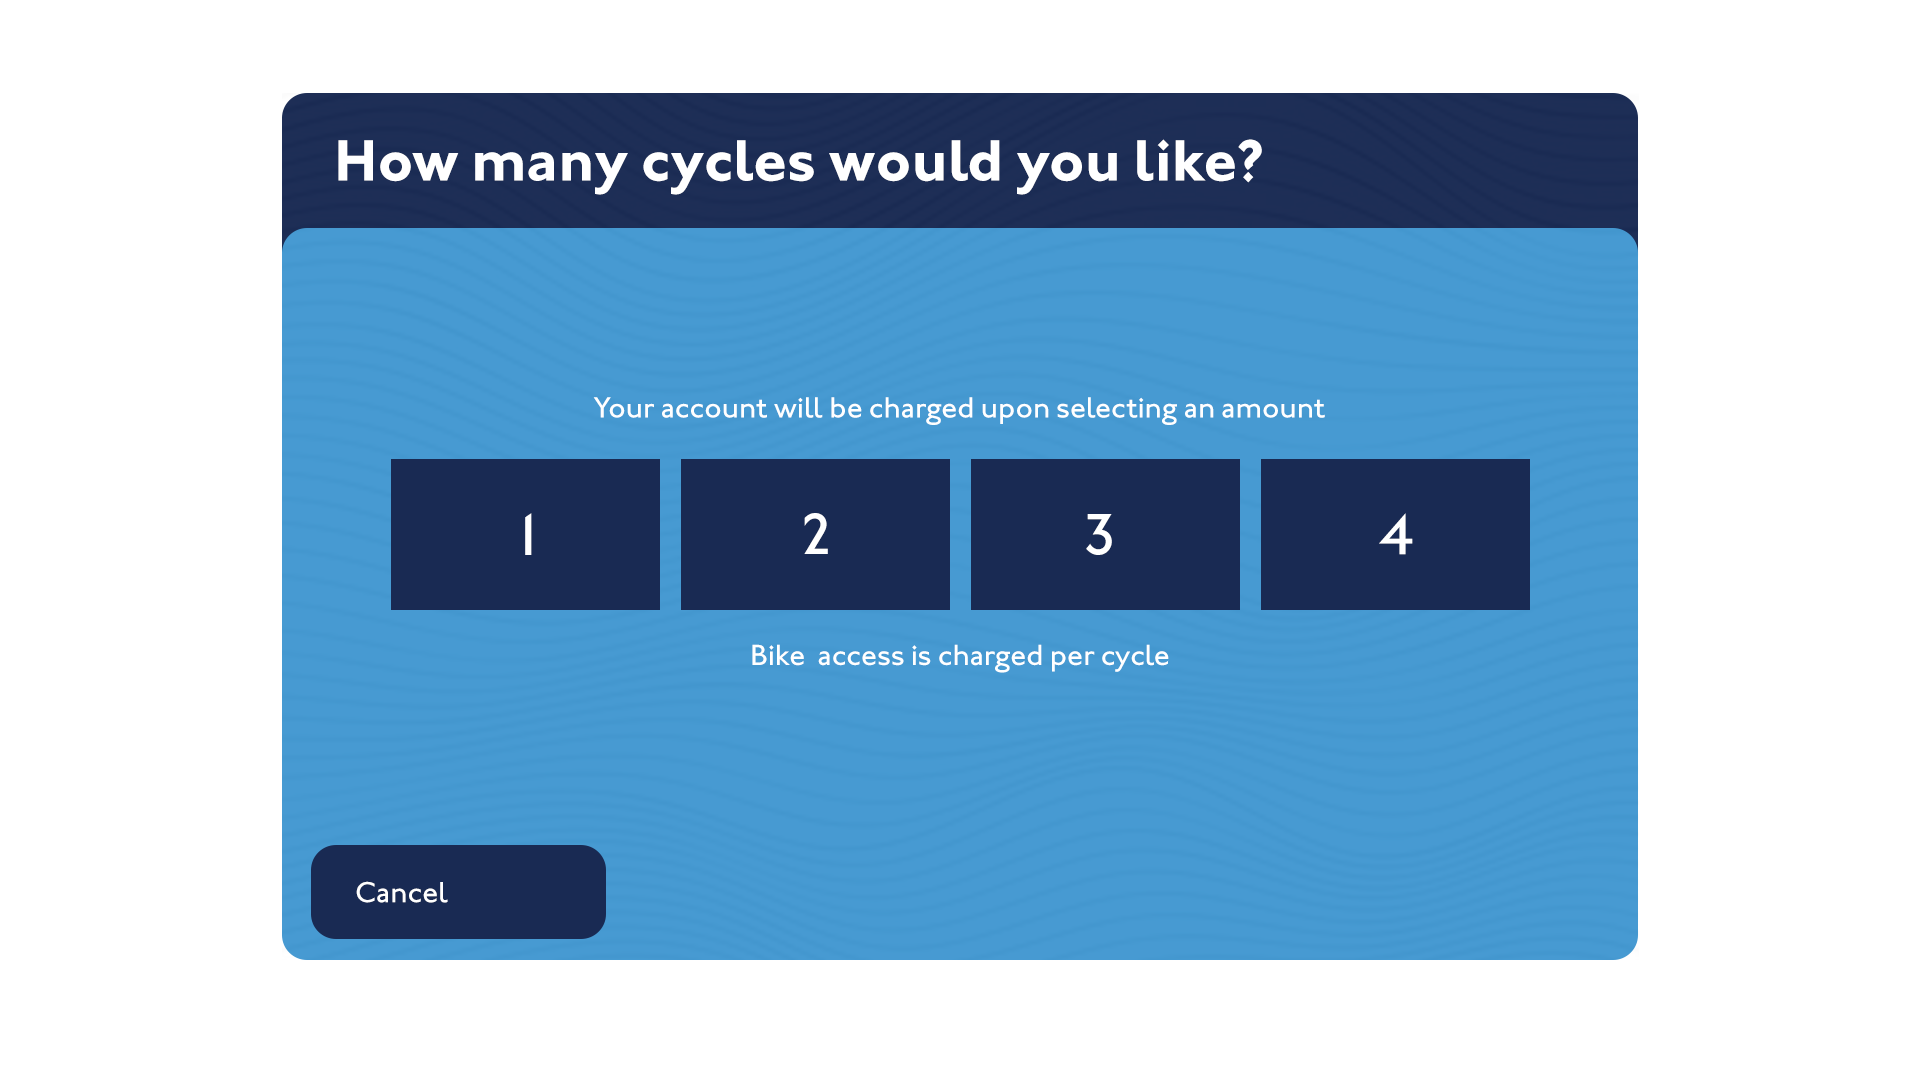 How many cycles would you like?
Your account will be charged upon selecting an amount
1 2 3 4
Bike  access is charged per cycle
Cancel